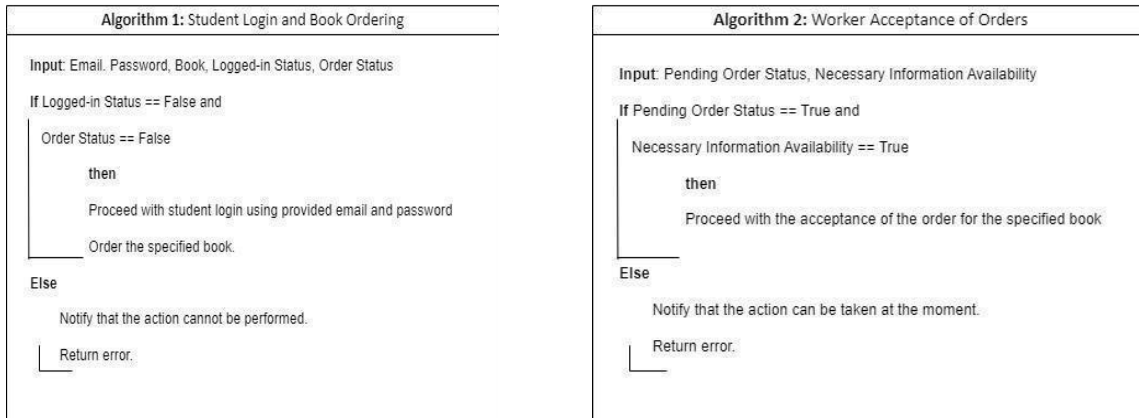 Algorithm 1: Student Login and Book Ordering
Input: Email. Password, Book, Logged-in Status, Order Status
If Logged-in Status == False and
Order Status == False
then
Proceed with student login using provided email and password
Order the specified book.
Else
Notify that the action cannot be performed.
Return error.
Algorithm 2: Worker Acceptance of Orders
Input: Pending Order Status, Necessary Information Availability
If Pending Order Status == True and
Necessary Information Availability == True
then
Proceed with the acceptance of the order for the specified book
Else
Notify that the action can be taken at the moment.
Return error.